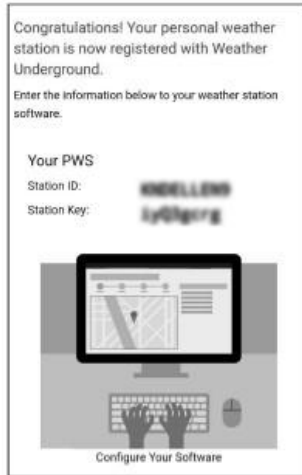 Congratulations! Your personal weather
station is now registered with Weather
Underground.
Enter the information below to your weather station
software.
Your PWS
Station ID:
Station Key:
Configure Your Software